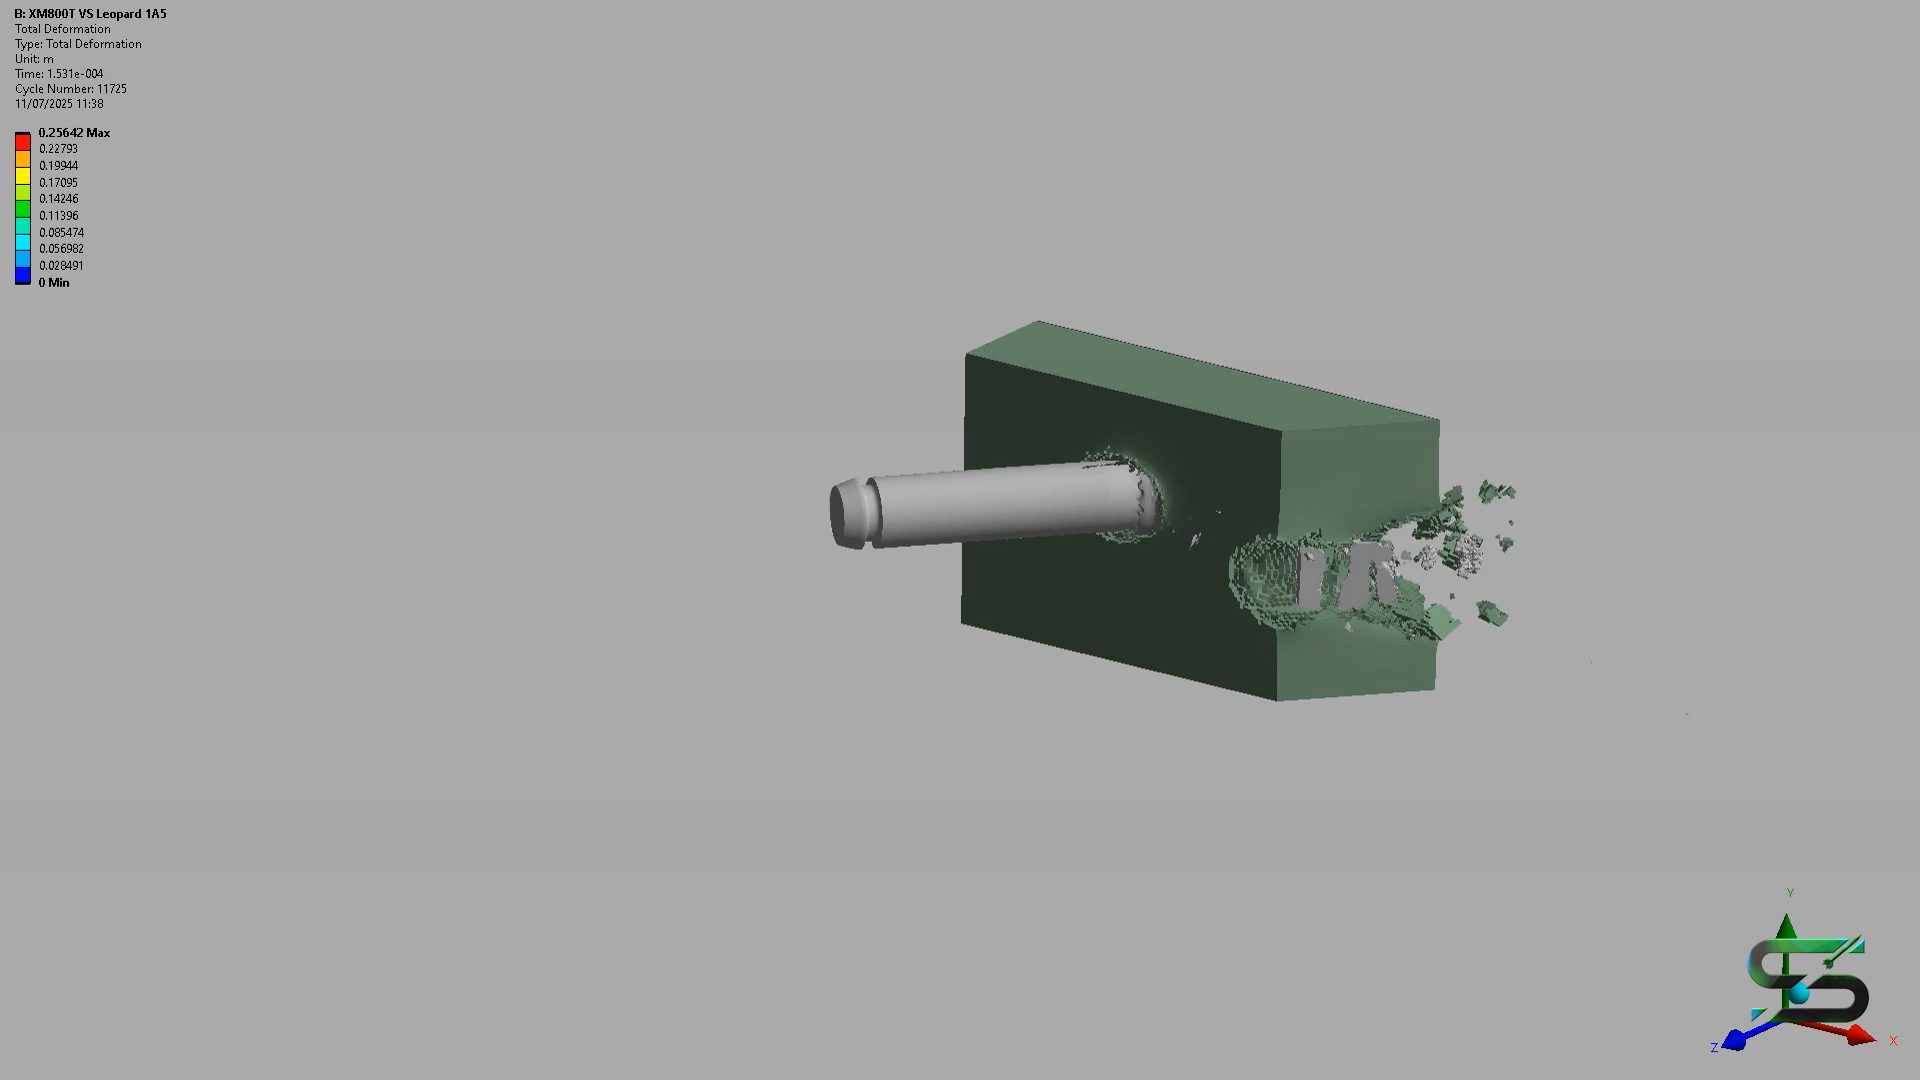 B: XM800T VS Leopard 1A5
Total Deformation
Type: Total Deformation
Unit: m
Time: 1.531e-004
Cycle Number: 11725
11/07/2025 11:38
0.25642 Max
0.22793
0.19944
0.17095
0.14246
0.11396
0.085474
0.056982
0.028491
0 Min
Y
Z
X